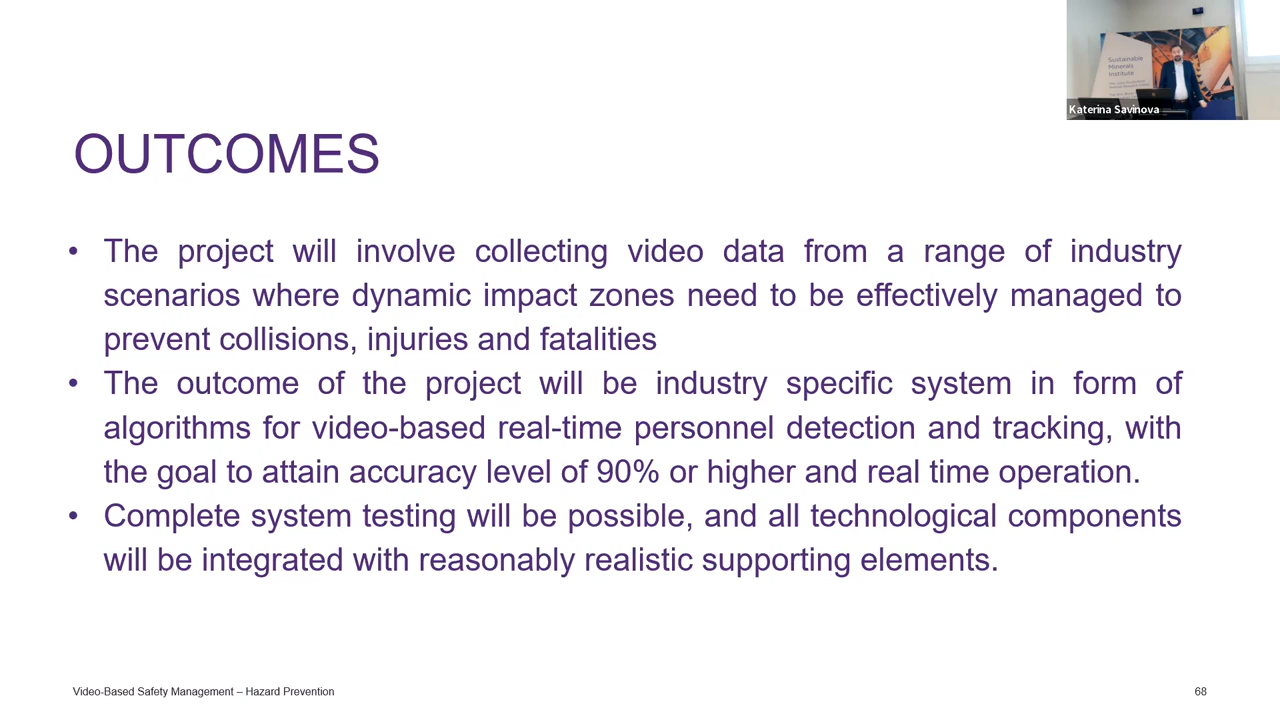 Sustainable
Minerals
Institute
Katerina Savinova
OUTCOMES
• The project will involve collecting video data from a range of industry
scenarios where dynamic impact zones need to be effectively managed to
prevent collisions, injuries and fatalities
• The outcome of the project will be industry specific system in form of
algorithms for video-based real-time personnel detection and tracking, with
the goal to attain accuracy level of 90% or higher and real time operation.
• Complete system testing will be possible, and all technological components
will be integrated with reasonably realistic supporting elements.
Video-Based Safety Management – Hazard Prevention
68